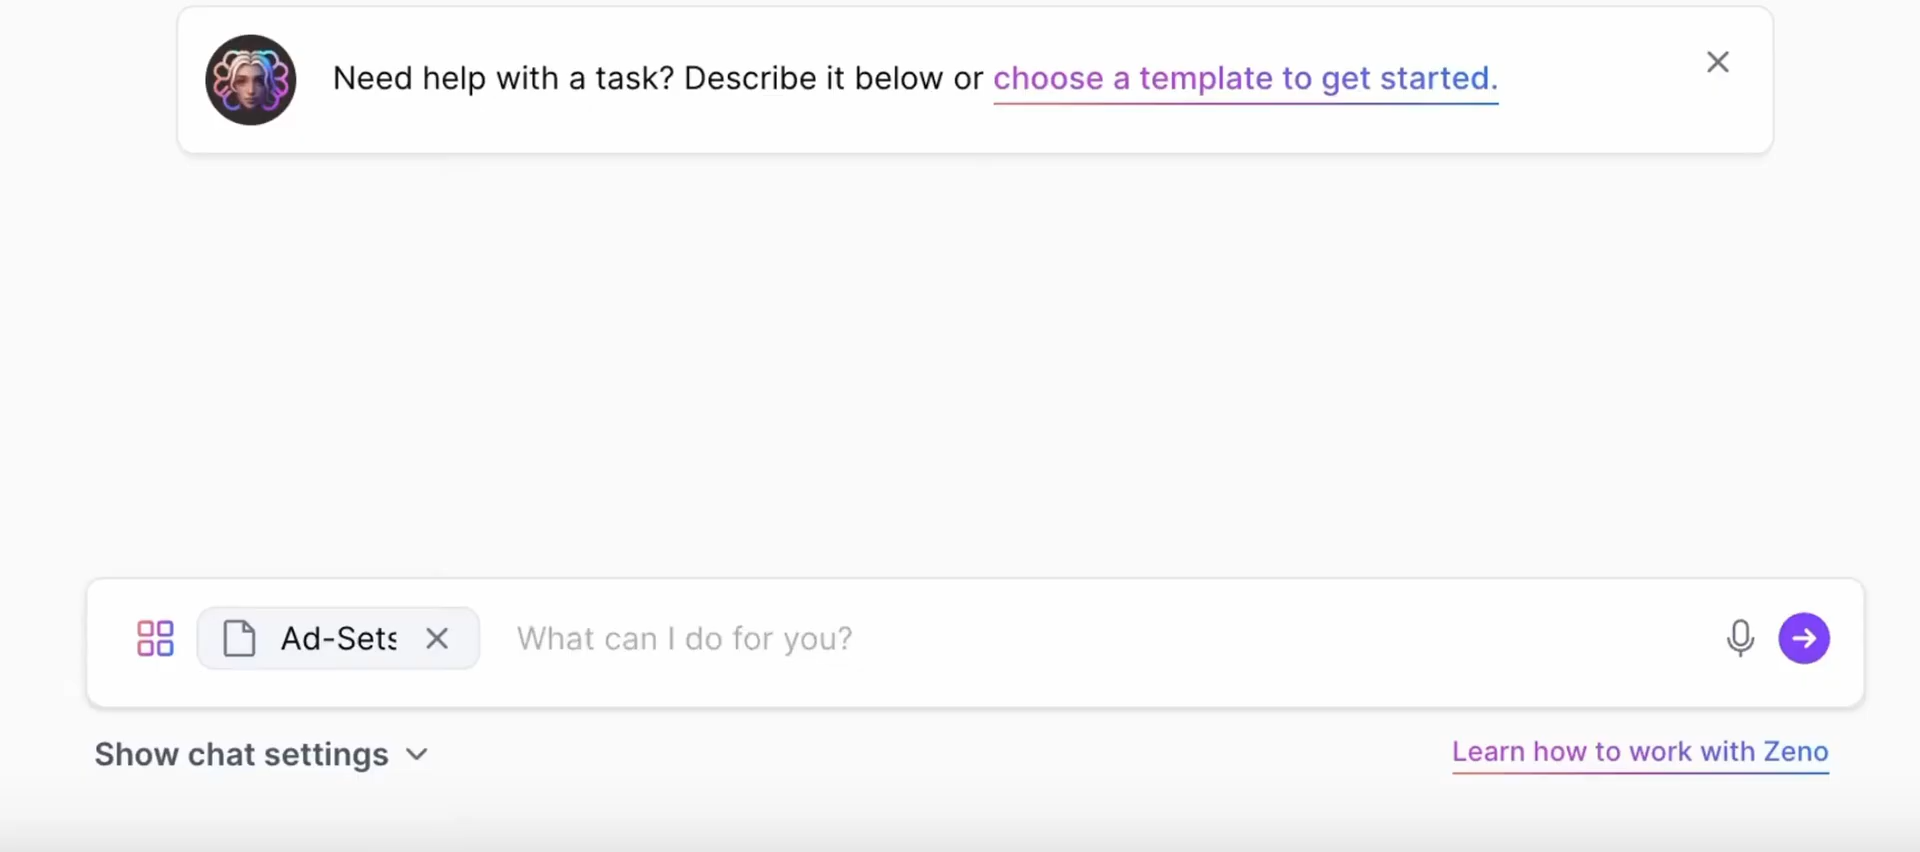 Need help with a task? Describe it below or choose a template to get started.
Ad-Sets
What can I do for you?
Show chat settings
Learn how to work with Zeno